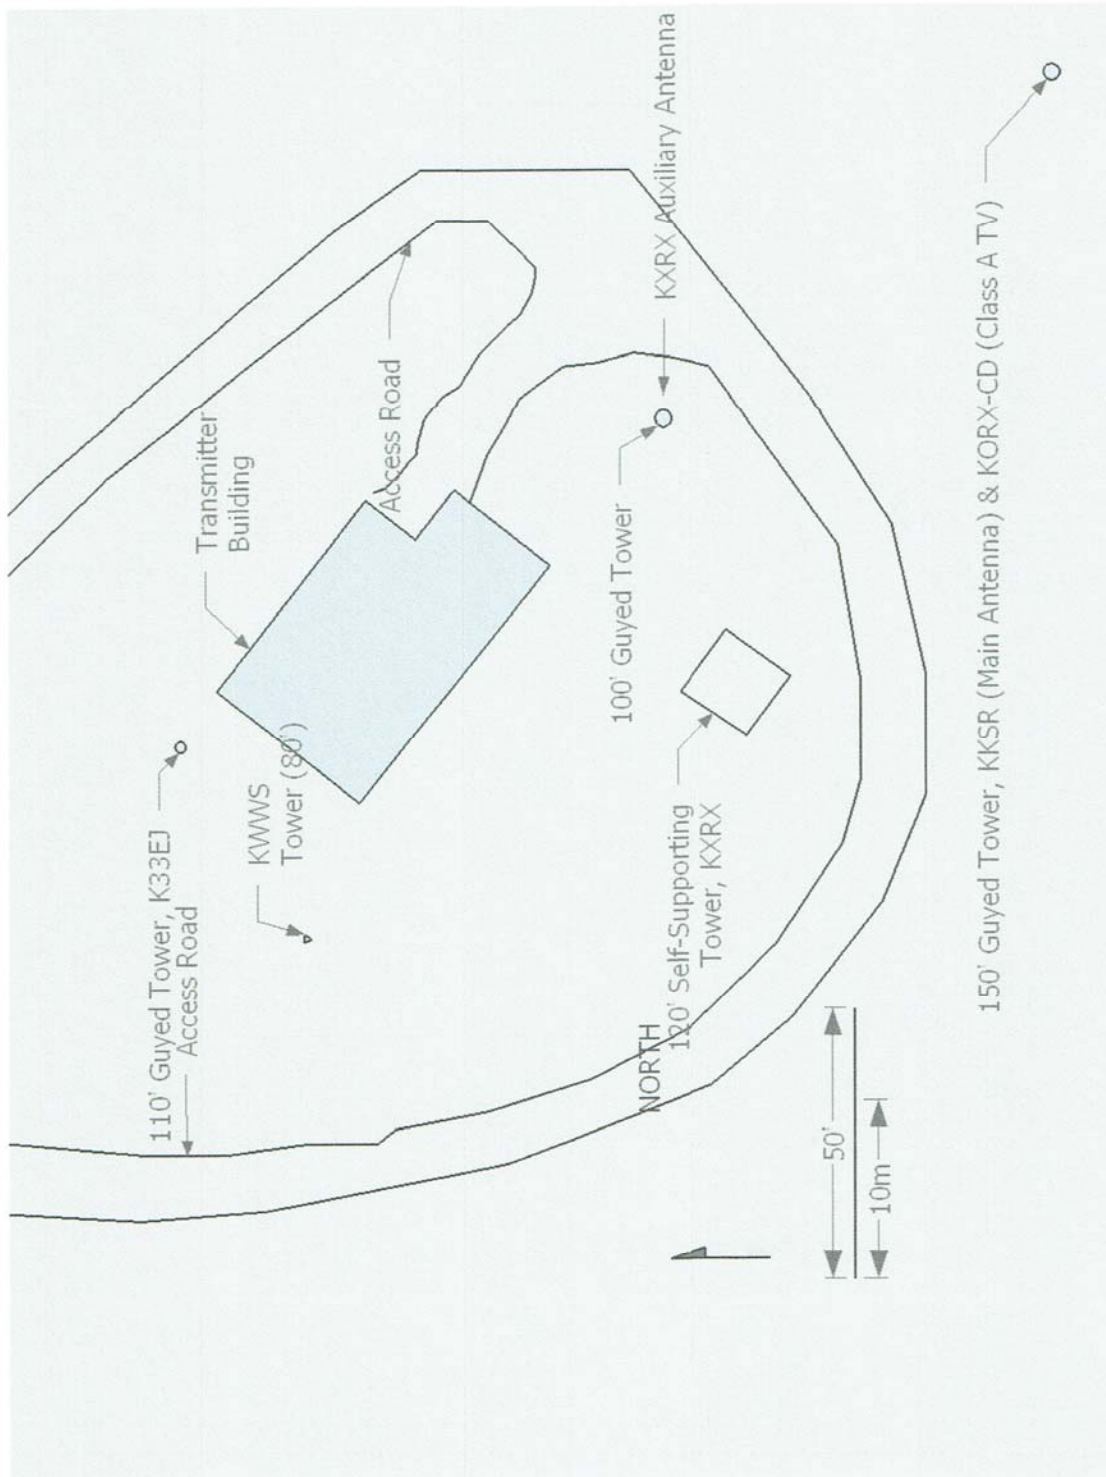 110' Guyed Tower, K33EJ
Access Road
Transmitter
Building
KWWS
Tower (80')
Access Road
100' Guyed Tower
KXRX Auxiliary Antenna
120' Self-Supporting
Tower, KXRX
NORTH
50'
10m
150' Guyed Tower, KKSR (Main Antenna) & KORX-CD (Class A TV)